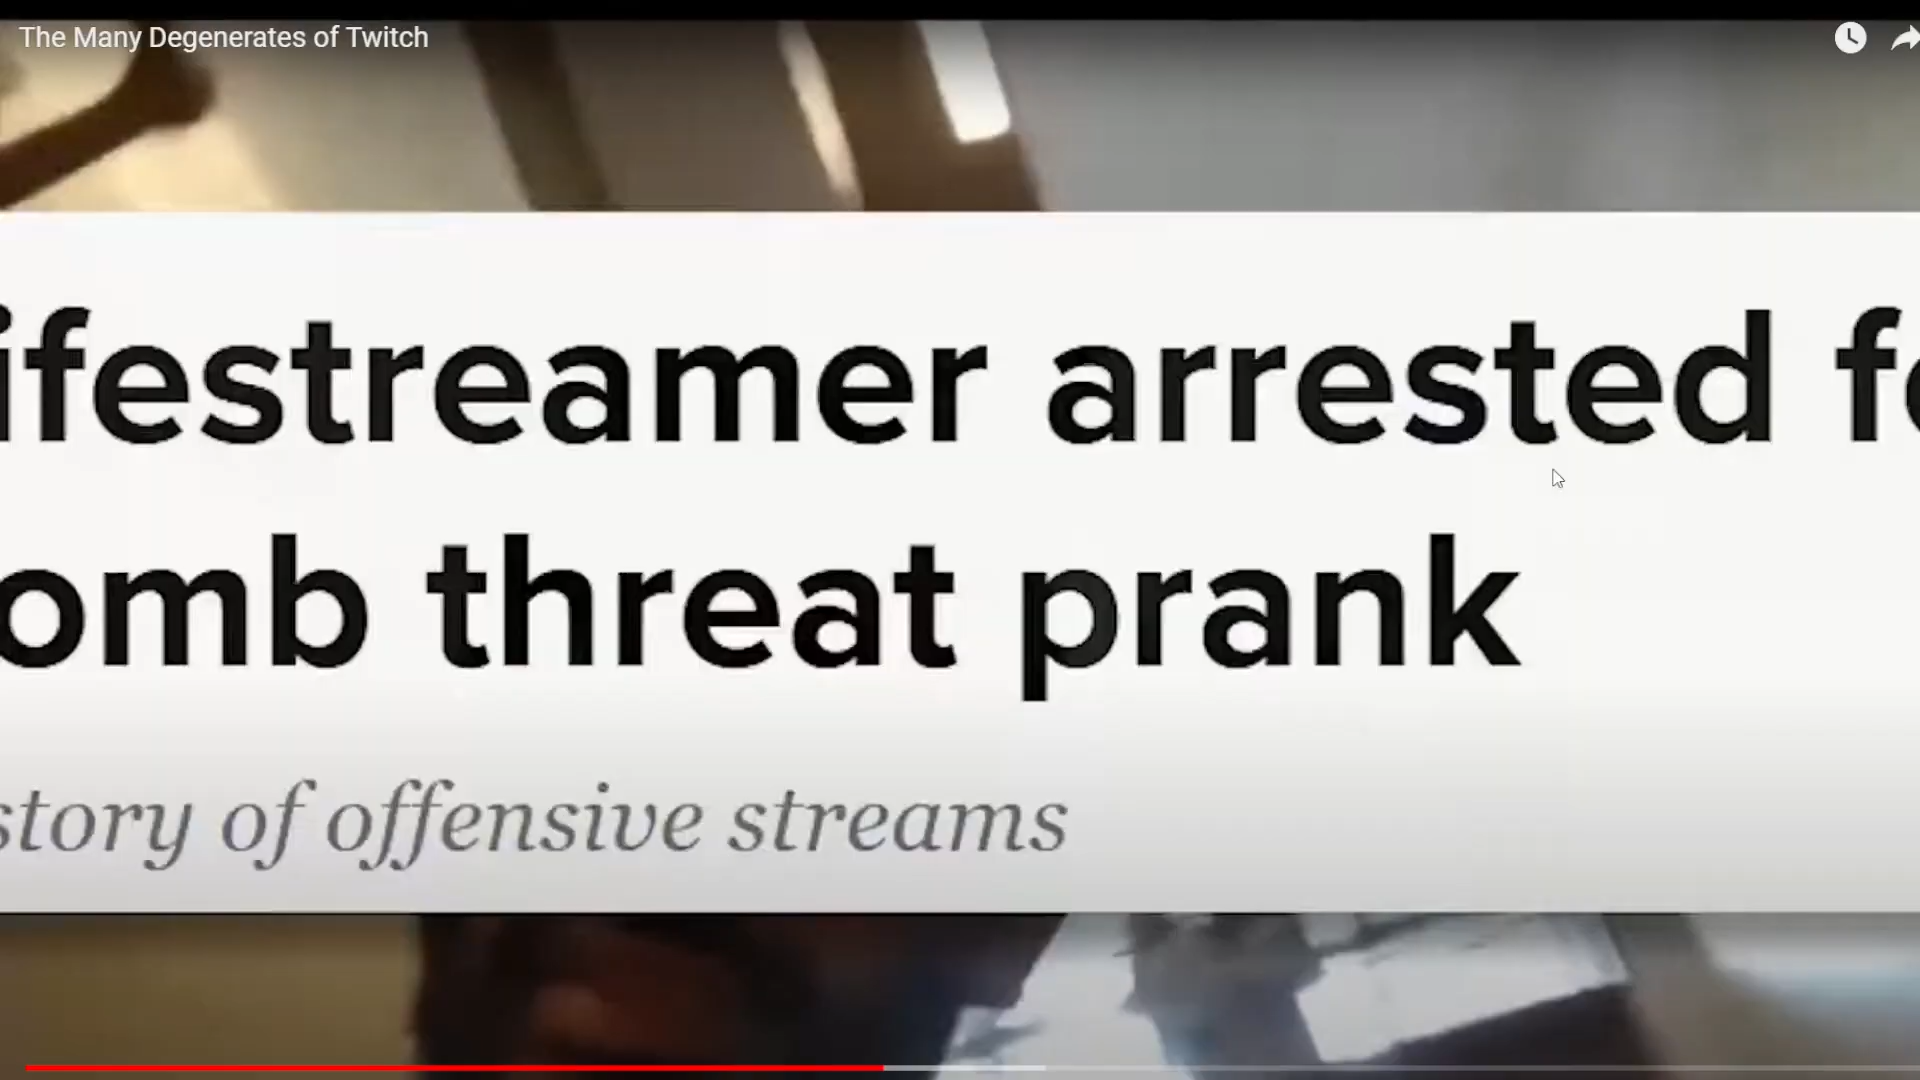 The Many Degenerates of Twitch
ifestreamer arrested fo
omb threat prank
story of offensive streams